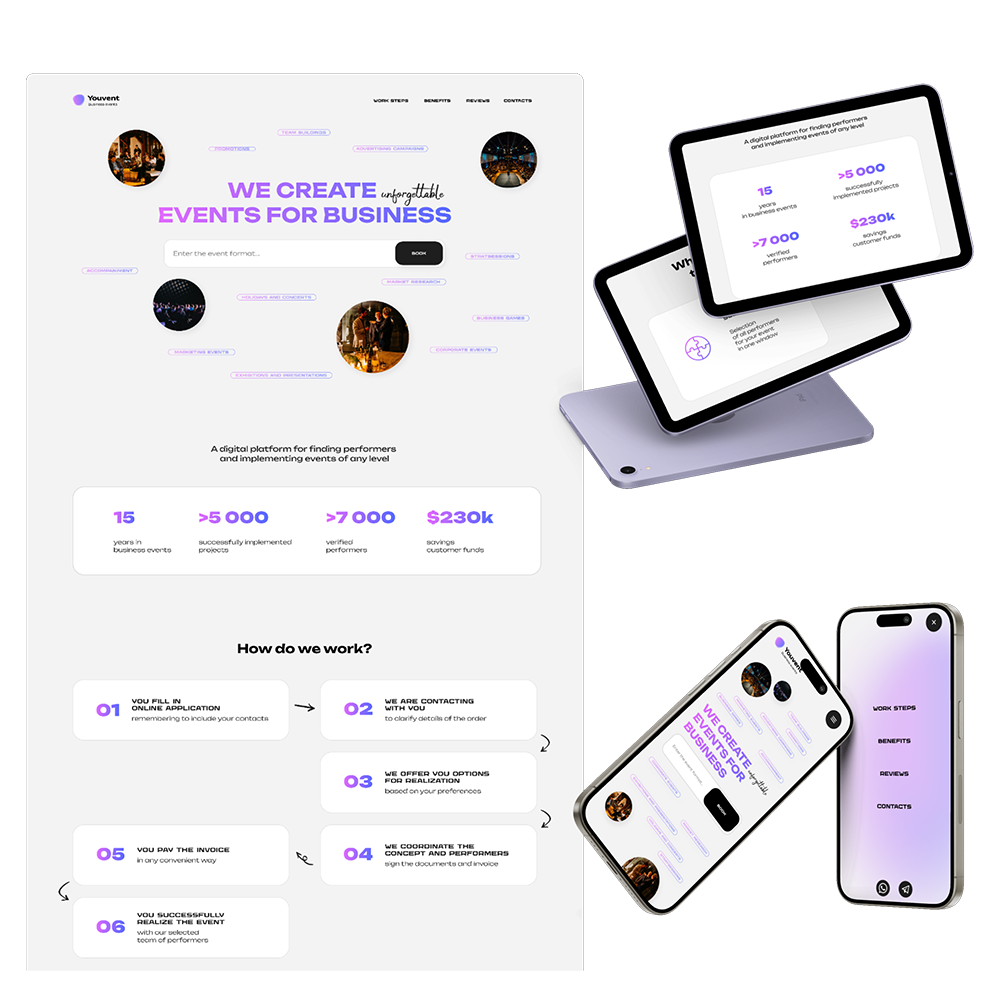 Youvent
business events
WORK STEPS
BENEFITS
REVIEWS
CONTACTS
TEAM BUILDING
PROMOTIONS
ADVERTISING CAMPAIGNS
WE CREATE unforgettable
EVENTS FOR BUSINESS
Enter the event format...
BOOK
STARTSESSIONS
ACCOMPANIMENT
MARKET RESEARCH
HOLIDAYS AND CONCERTS
BUSINESS GAMES
MARKETING EVENTS
CORPORATE EVENTS
EXHIBITIONS AND PRESENTATIONS
A digital platform for finding performers
and implementing events of any level
15
years in
business events
>5 000
successfully implemented
projects
>7 000
verified
performers
$230k
savings
customer funds
How do we work?
01
YOU FILL IN
ONLINE APPLICATION
remembering to include your contacts
02
WE ARE CONTACTING
WITH YOU
to clarify details of the order
03
WE OFFER YOU OPTIONS
FOR REALIZATION
based on your preferences
05
YOU PAY THE INVOICE
in any convenient way
04
WE COORDINATE THE
CONCEPT AND PERFORMERS
sign the documents and invoice
06
YOU SUCCESSFULLY
REALIZE THE EVENT
with our selected
team of performers
A digital platform for finding performers
and implementing events of any level
15
years
in business events
>5 000
successfully
implemented projects
>7 000
verified
performers
$230k
savings
customer funds
Selection
of all performers
for your event
in one window
Youvent
WE CREATE
EVENTS FOR
BUSINESS
unforgettable
Enter the event format...
BOOK
WORK STEPS
BENEFITS
REVIEWS
CONTACTS